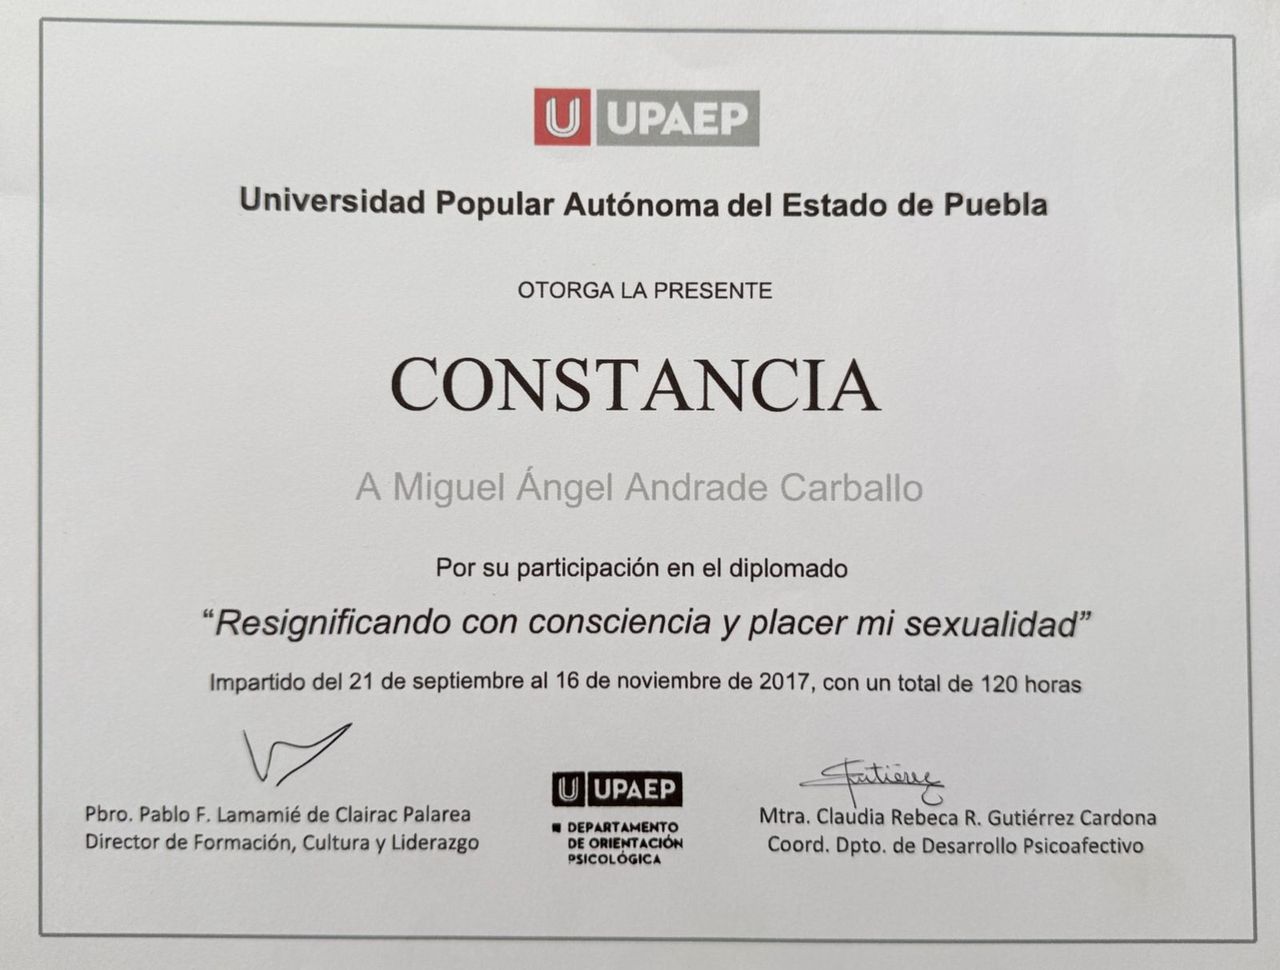 U UPAEP
Universidad Popular Autónoma del Estado de Puebla
OTORGA LA PRESENTE
CONSTANCIA
A Miguel Ángel Andrade Carballo
Por su participación en el diplomado
“Resignificando con consciencia y placer mi sexualidad”
Impartido del 21 de septiembre al 16 de noviembre de 2017, con un total de 120 horas
Pbro. Pablo F. Lamamié de Clairac Palarea
Director de Formación, Cultura y Liderazgo
U UPAEP
DEPARTAMENTO
DE ORIENTACIÓN
PSICOLÓGICA
Gutiérrez
Mtra. Claudia Rebeca R. Gutiérrez Cardona
Coord. Dpto. de Desarrollo Psicoafectivo